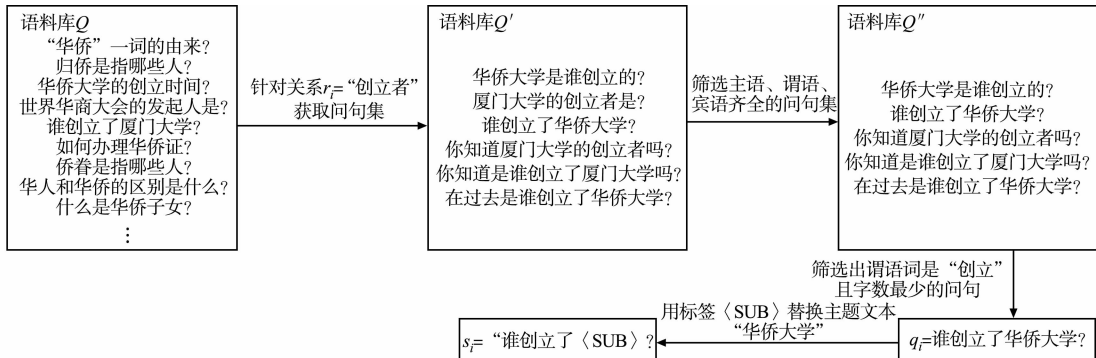 语料库Q
“华侨”一词的由来?
归侨是指哪些人?
华侨大学的创立时间?
世界华商大会的发起人是?
谁创立了厦门大学?
如何办理华侨证?
侨眷是指哪些人?
华人和华侨的区别是什么?
什么是华侨子女?
⋮
针对关系rᵢ=“创立者”
获取问句集
语料库Q′
华侨大学是谁创立的?
厦门大学的创立者是?
谁创立了华侨大学?
你知道厦门大学的创立者吗?
你知道是谁创立了厦门大学吗?
在过去是谁创立了华侨大学?
筛选主语、谓语、
宾语齐全的问句集
语料库Q″
华侨大学是谁创立的?
谁创立了华侨大学?
你知道厦门大学的创立者吗?
你知道是谁创立了厦门大学吗?
在过去是谁创立了华侨大学?
筛选出谓语词是“创立”
且字数最少的问句
qᵢ=谁创立了华侨大学?
用标签〈SUB〉替换主题文本
“华侨大学”
sᵢ=“谁创立了〈SUB〉?